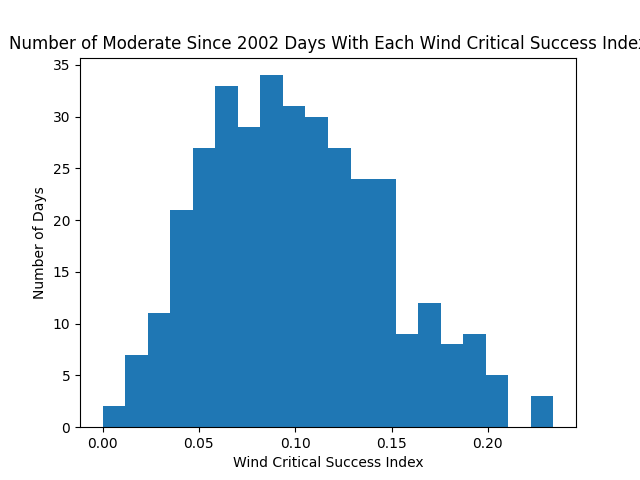 Number of Moderate Since 2002 Days With Each Wind Critical Success Index
35
30
25
20
15
10
5
0
Number of Days
0.00 0.05 0.10 0.15 0.20
Wind Critical Success Index